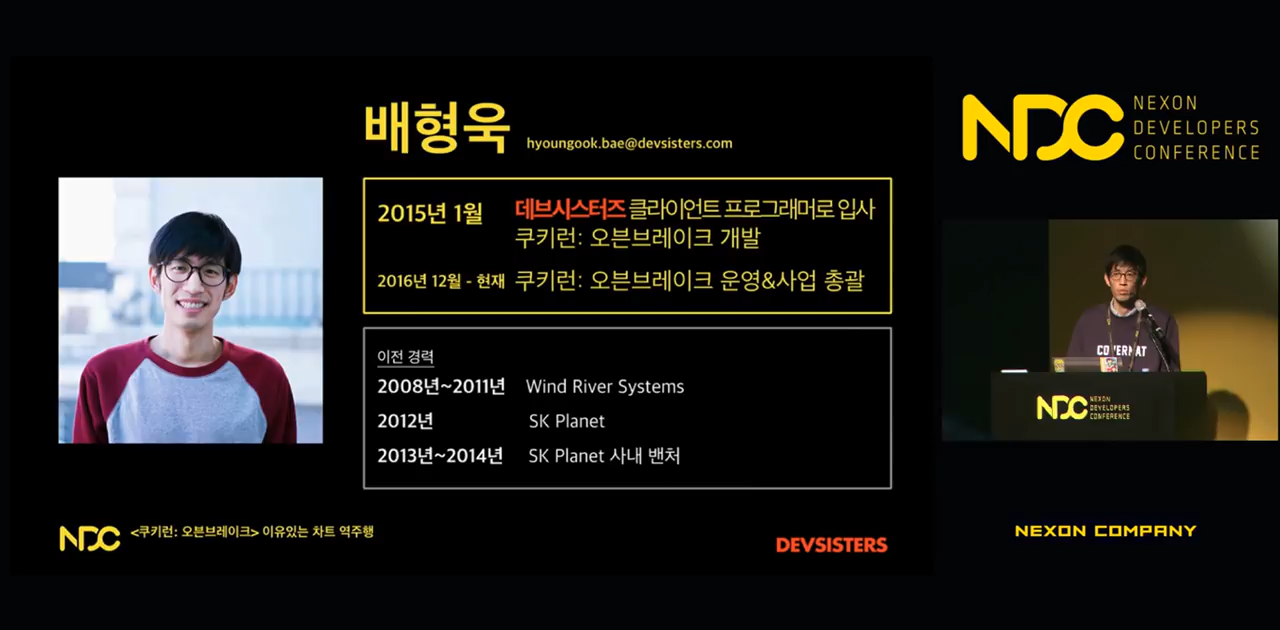 배형욱 hyoungook.bae@devsisters.com
2015년 1월 데브시스터즈 클라이언트 프로그래머로 입사
쿠키런: 오븐브레이크 개발
2016년 12월 - 현재 쿠키런: 오븐브레이크 운영&사업 총괄
이전 경력
2008년~2011년 Wind River Systems
2012년 SK Planet
2013년~2014년 SK Planet 사내 밴처
NDC <쿠키런: 오븐브레이크> 이유있는 차트 역주행
DEVSISTERS
NDC NEXON
DEVELOPERS
CONFERENCE
COVERNAT
NDC NEXON
DEVELOPERS
CONFERENCE
NEXON COMPANY